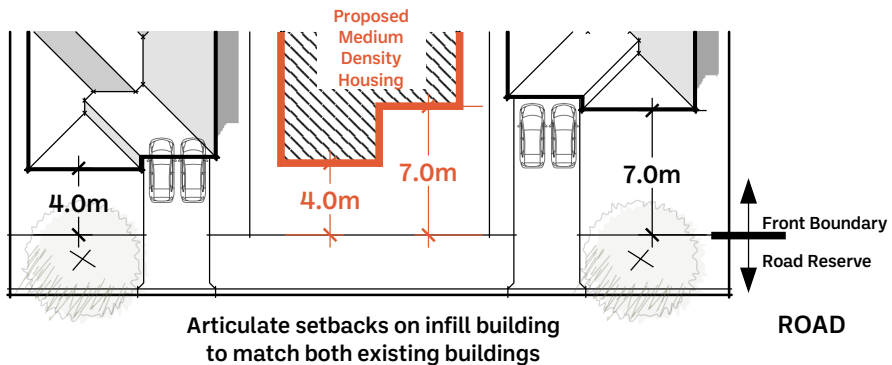 Proposed
Medium
Density
Housing
4.0m
4.0m
7.0m
7.0m
Front Boundary
Road Reserve
Articulate setbacks on infill building
to match both existing buildings
ROAD